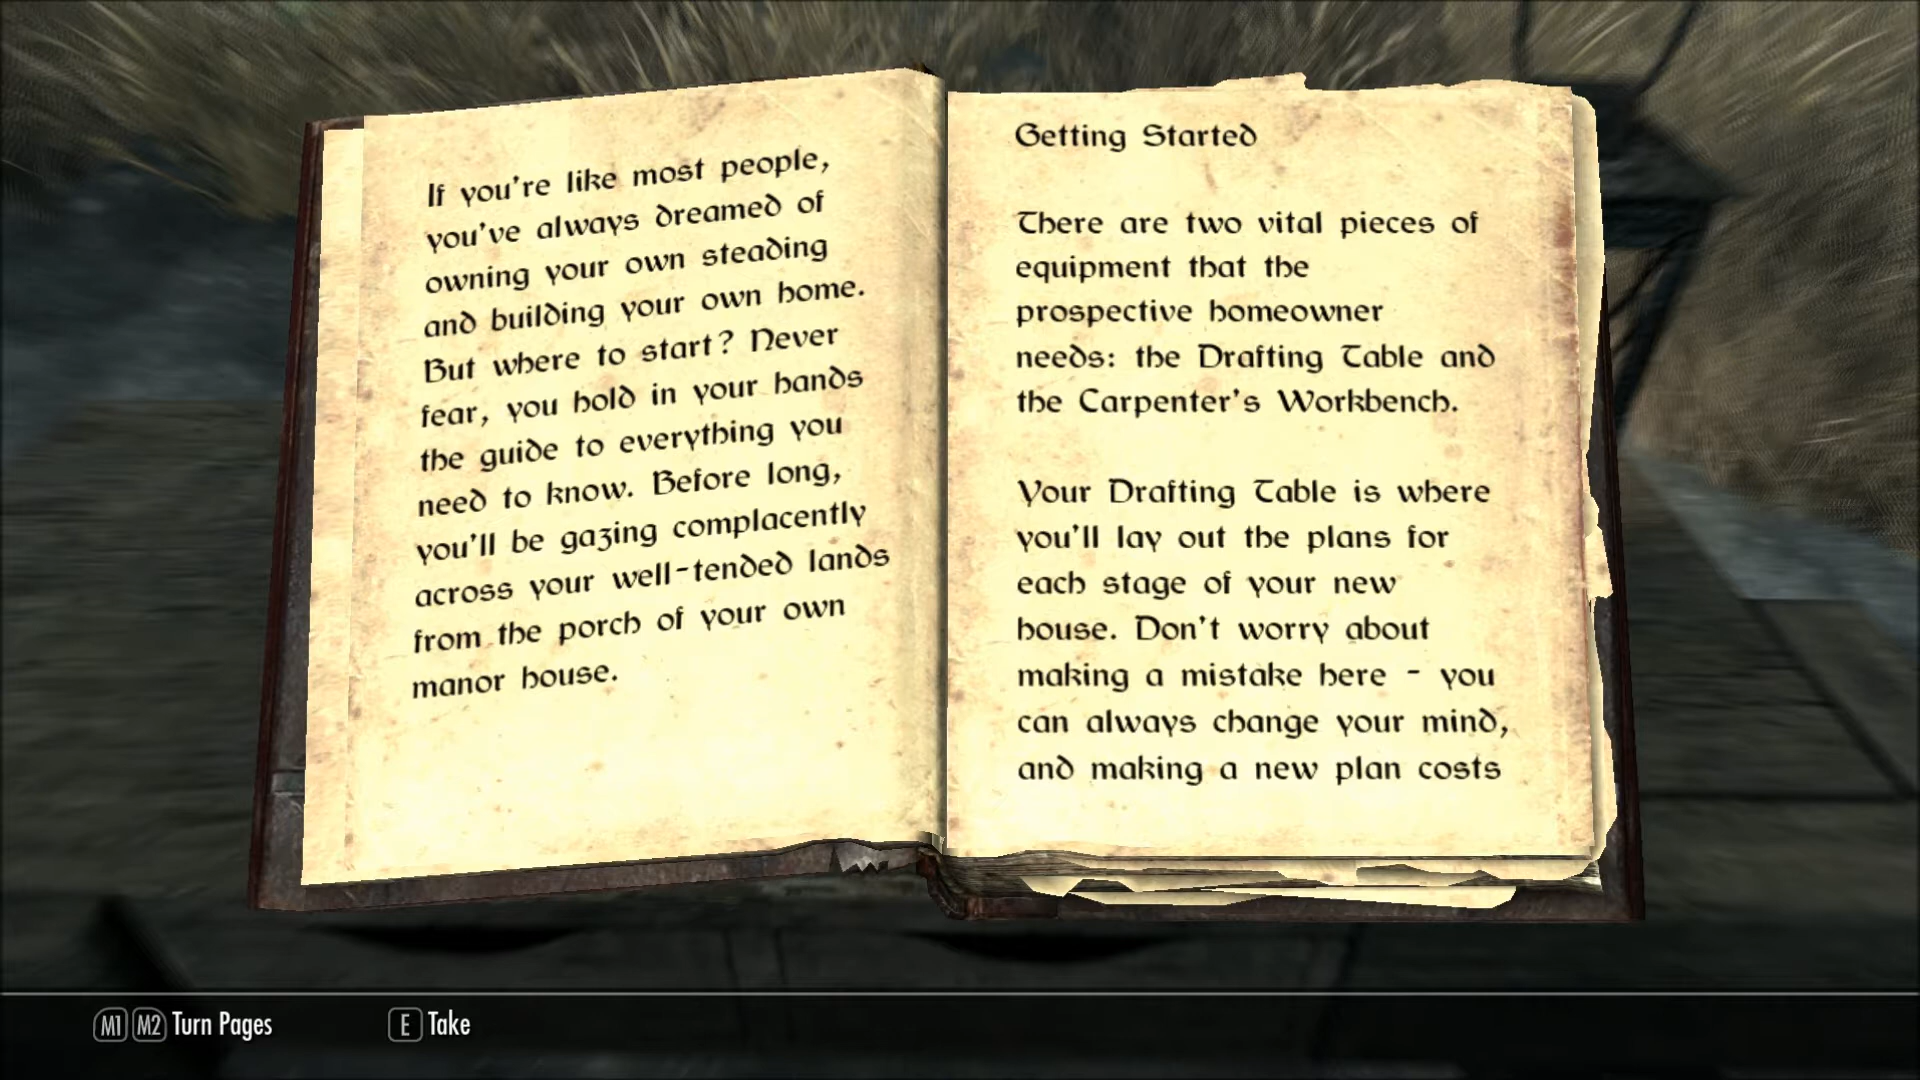 If you're like most people,
you've always dreamed of
owning your own steading
and building your own home.
But where to start? Never
fear, you hold in your hands
the guide to everything you
need to know. Before long,
you'll be gazing complacently
across your well-tended lands
from the porch of your own
manor house.
Getting Started
There are two vital pieces of
equipment that the
prospective homeowner
needs: the Drafting Table and
the Carpenter's Workbench.
Your Drafting Table is where
you'll lay out the plans for
each stage of your new
house. Don't worry about
making a mistake here - you
can always change your mind,
and making a new plan costs
M1 M2 Turn Pages E Take